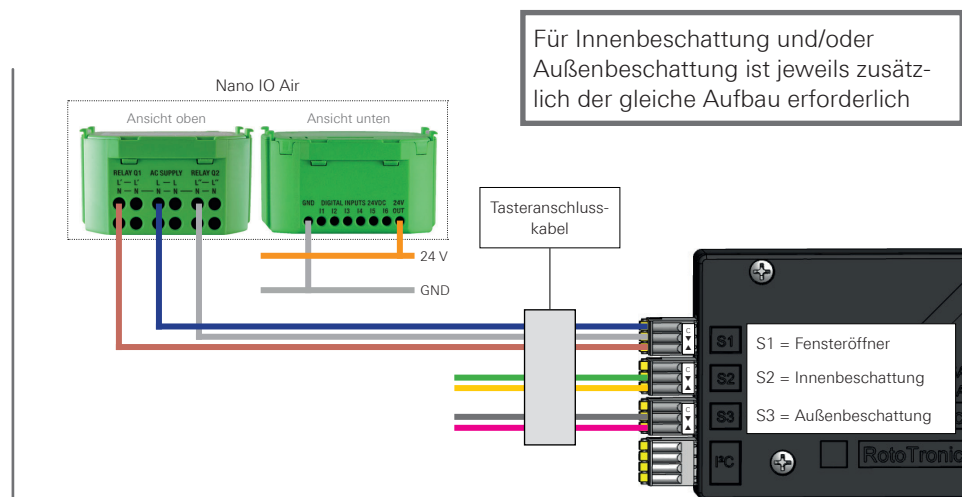 Für Innenbeschattung und/oder
Außenbeschattung ist jeweils zusätz-
lich der gleiche Aufbau erforderlich
Nano IO Air
Ansicht oben
Ansicht unten
RELAY Q1 AC SUPPLY RELAY Q2
L' L' L L L'' L''
N N N N N N
GND DIGITAL INPUTS 24VDC 24V
I1 I2 I3 I4 I5 I6 OUT
24 V
GND
Tasteranschluss-
kabel
C
S1
S1 = Fensteröffner
C
S2
S2 = Innenbeschattung
C
S3
S3 = Außenbeschattung
I²C
RotoTronic